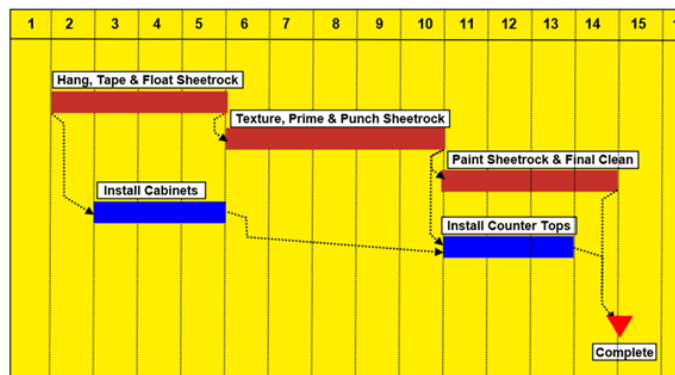 1 2 3 4 5 6 7 8 9 10 11 12 13 14 15
Hang, Tape & Float Sheetrock
Texture, Prime & Punch Sheetrock
Paint Sheetrock & Final Clean
Install Cabinets
Install Counter Tops
Complete